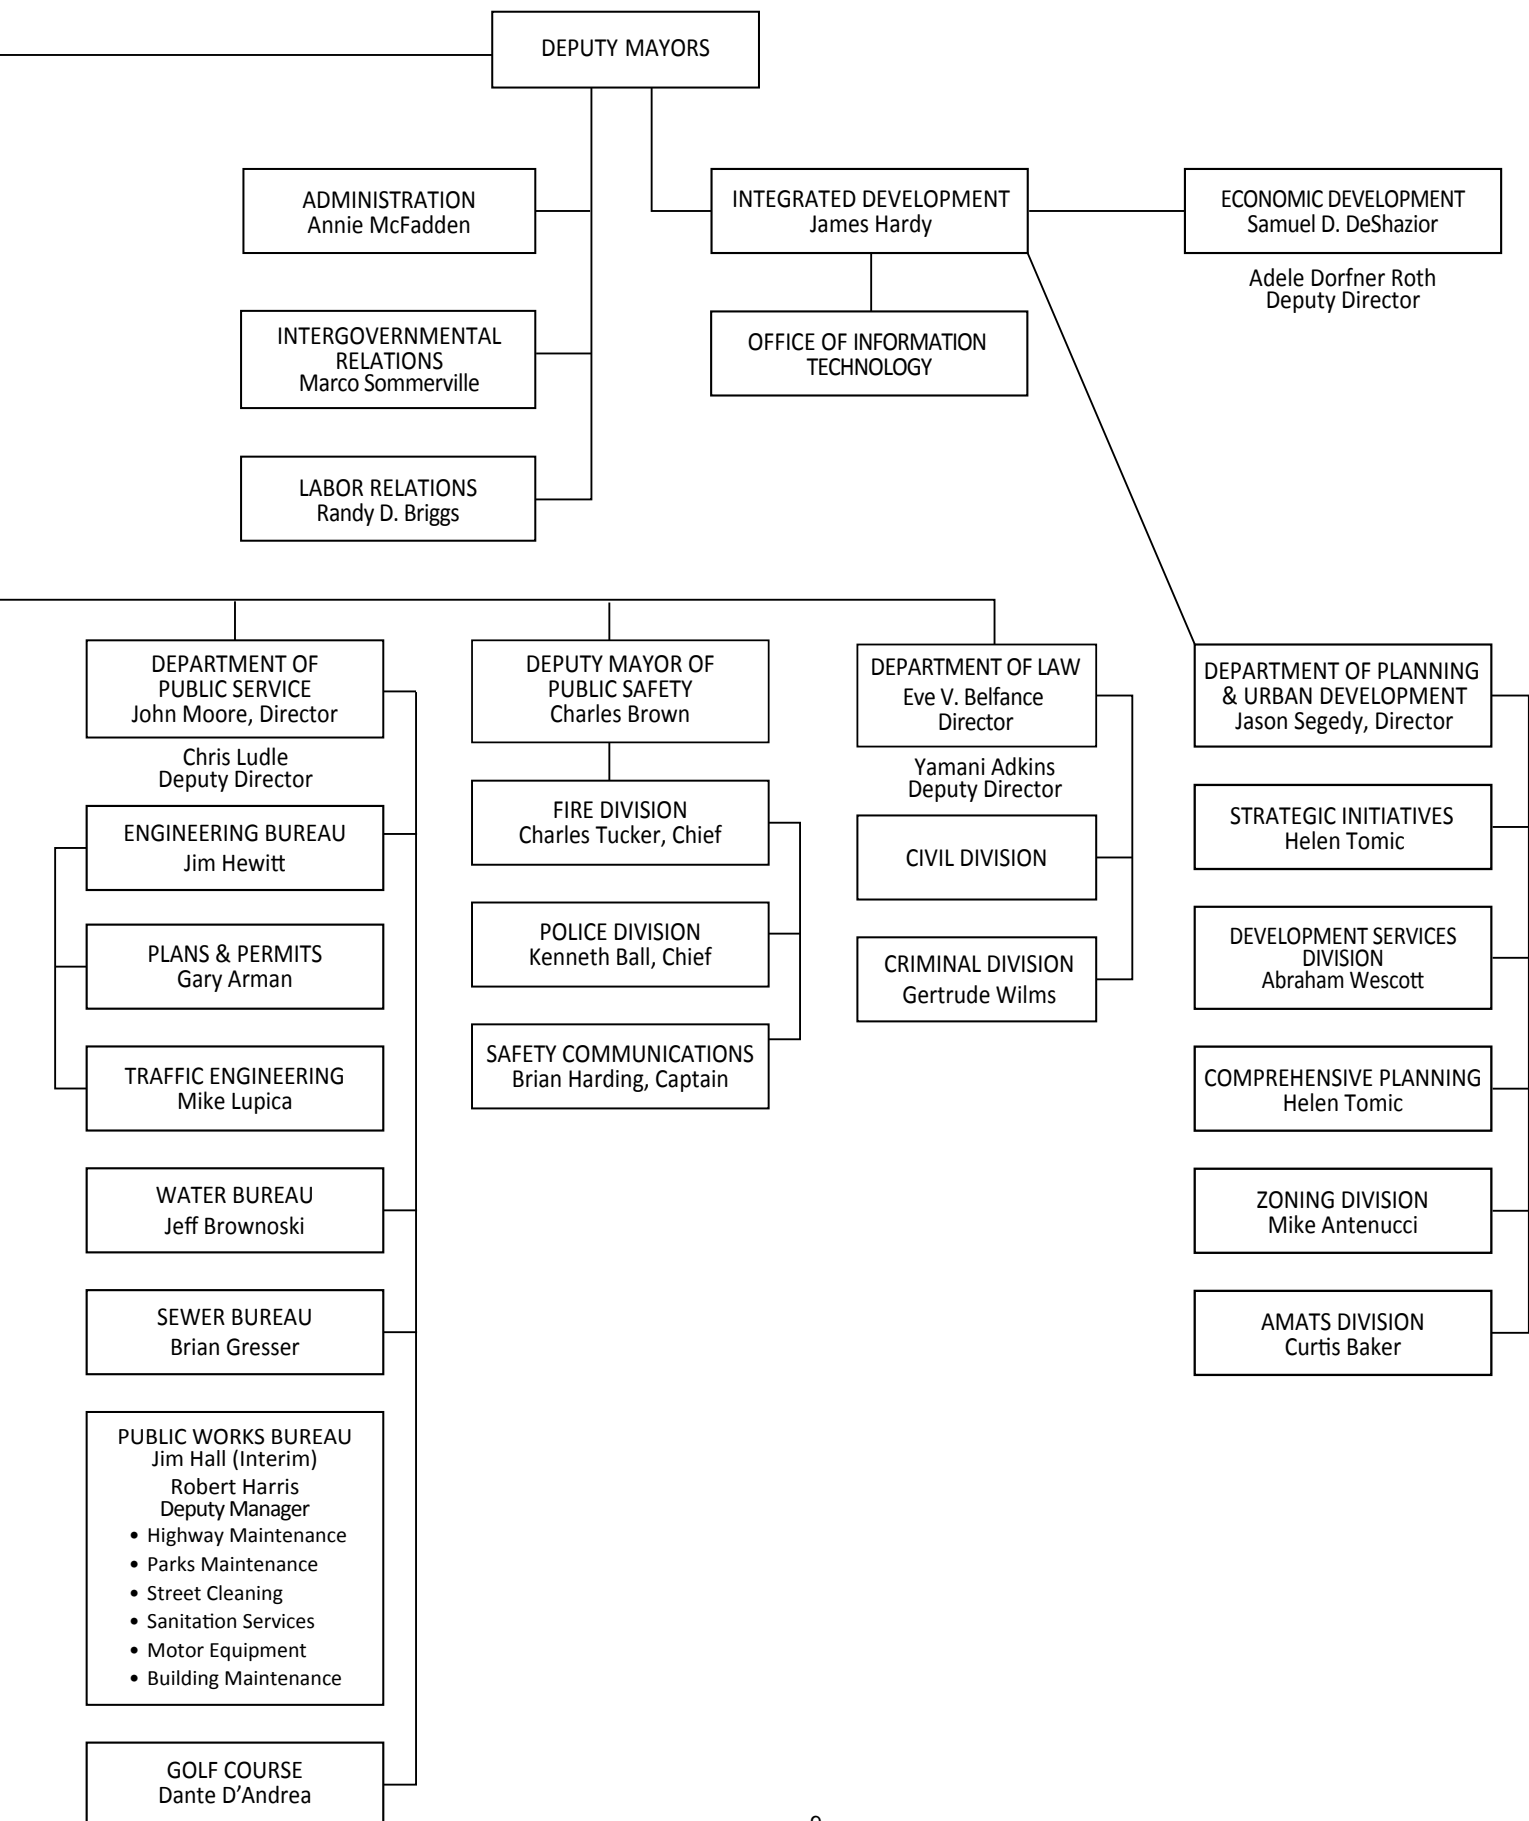 DEPUTY MAYORS
ADMINISTRATION
Annie McFadden
INTEGRATED DEVELOPMENT
James Hardy
ECONOMIC DEVELOPMENT
Samuel D. DeShazior
Adele Dorfner Roth
Deputy Director
INTERGOVERNMENTAL
RELATIONS
Marco Sommerville
OFFICE OF INFORMATION
TECHNOLOGY
LABOR RELATIONS
Randy D. Briggs
DEPARTMENT OF
PUBLIC SERVICE
John Moore, Director
Chris Ludle
Deputy Director
ENGINEERING BUREAU
Jim Hewitt
PLANS & PERMITS
Gary Arman
TRAFFIC ENGINEERING
Mike Lupica
WATER BUREAU
Jeff Brownoski
SEWER BUREAU
Brian Gresser
PUBLIC WORKS BUREAU
Jim Hall (Interim)
Robert Harris
Deputy Manager
• Highway Maintenance
• Parks Maintenance
• Street Cleaning
• Sanitation Services
• Motor Equipment
• Building Maintenance
GOLF COURSE
Dante D’Andrea
DEPUTY MAYOR OF
PUBLIC SAFETY
Charles Brown
FIRE DIVISION
Charles Tucker, Chief
POLICE DIVISION
Kenneth Ball, Chief
SAFETY COMMUNICATIONS
Brian Harding, Captain
DEPARTMENT OF LAW
Eve V. Belfance
Director
Yamani Adkins
Deputy Director
CIVIL DIVISION
CRIMINAL DIVISION
Gertrude Wilms
DEPARTMENT OF PLANNING
& URBAN DEVELOPMENT
Jason Segedy, Director
STRATEGIC INITIATIVES
Helen Tomic
DEVELOPMENT SERVICES
DIVISION
Abraham Wescott
COMPREHENSIVE PLANNING
Helen Tomic
ZONING DIVISION
Mike Antenucci
AMATS DIVISION
Curtis Baker